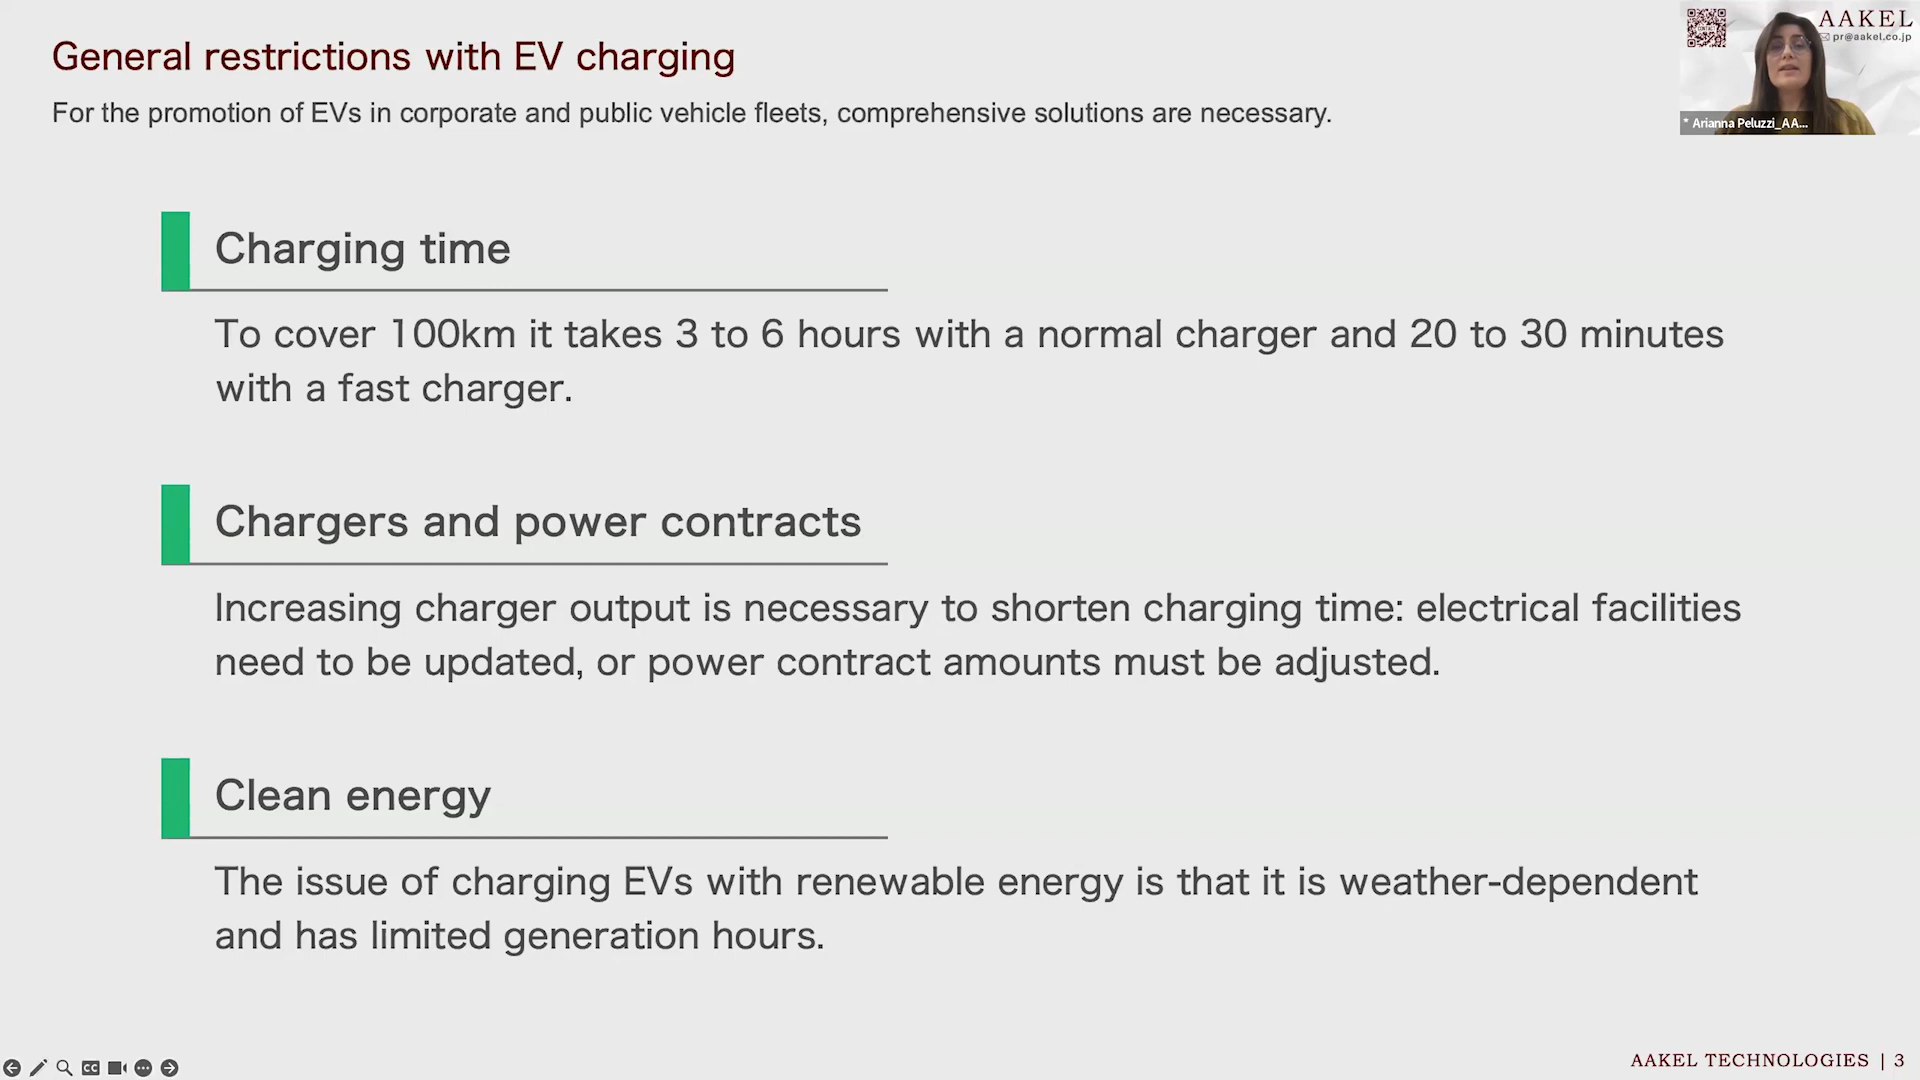 General restrictions with EV charging
For the promotion of EVs in corporate and public vehicle fleets, comprehensive solutions are necessary.
AAKEL
pr@aakel.co.jp
* Arianna Peluzzi_AA...
Charging time
To cover 100km it takes 3 to 6 hours with a normal charger and 20 to 30 minutes
with a fast charger.
Chargers and power contracts
Increasing charger output is necessary to shorten charging time: electrical facilities
need to be updated, or power contract amounts must be adjusted.
Clean energy
The issue of charging EVs with renewable energy is that it is weather-dependent
and has limited generation hours.
CC
AAKEL TECHNOLOGIES | 3